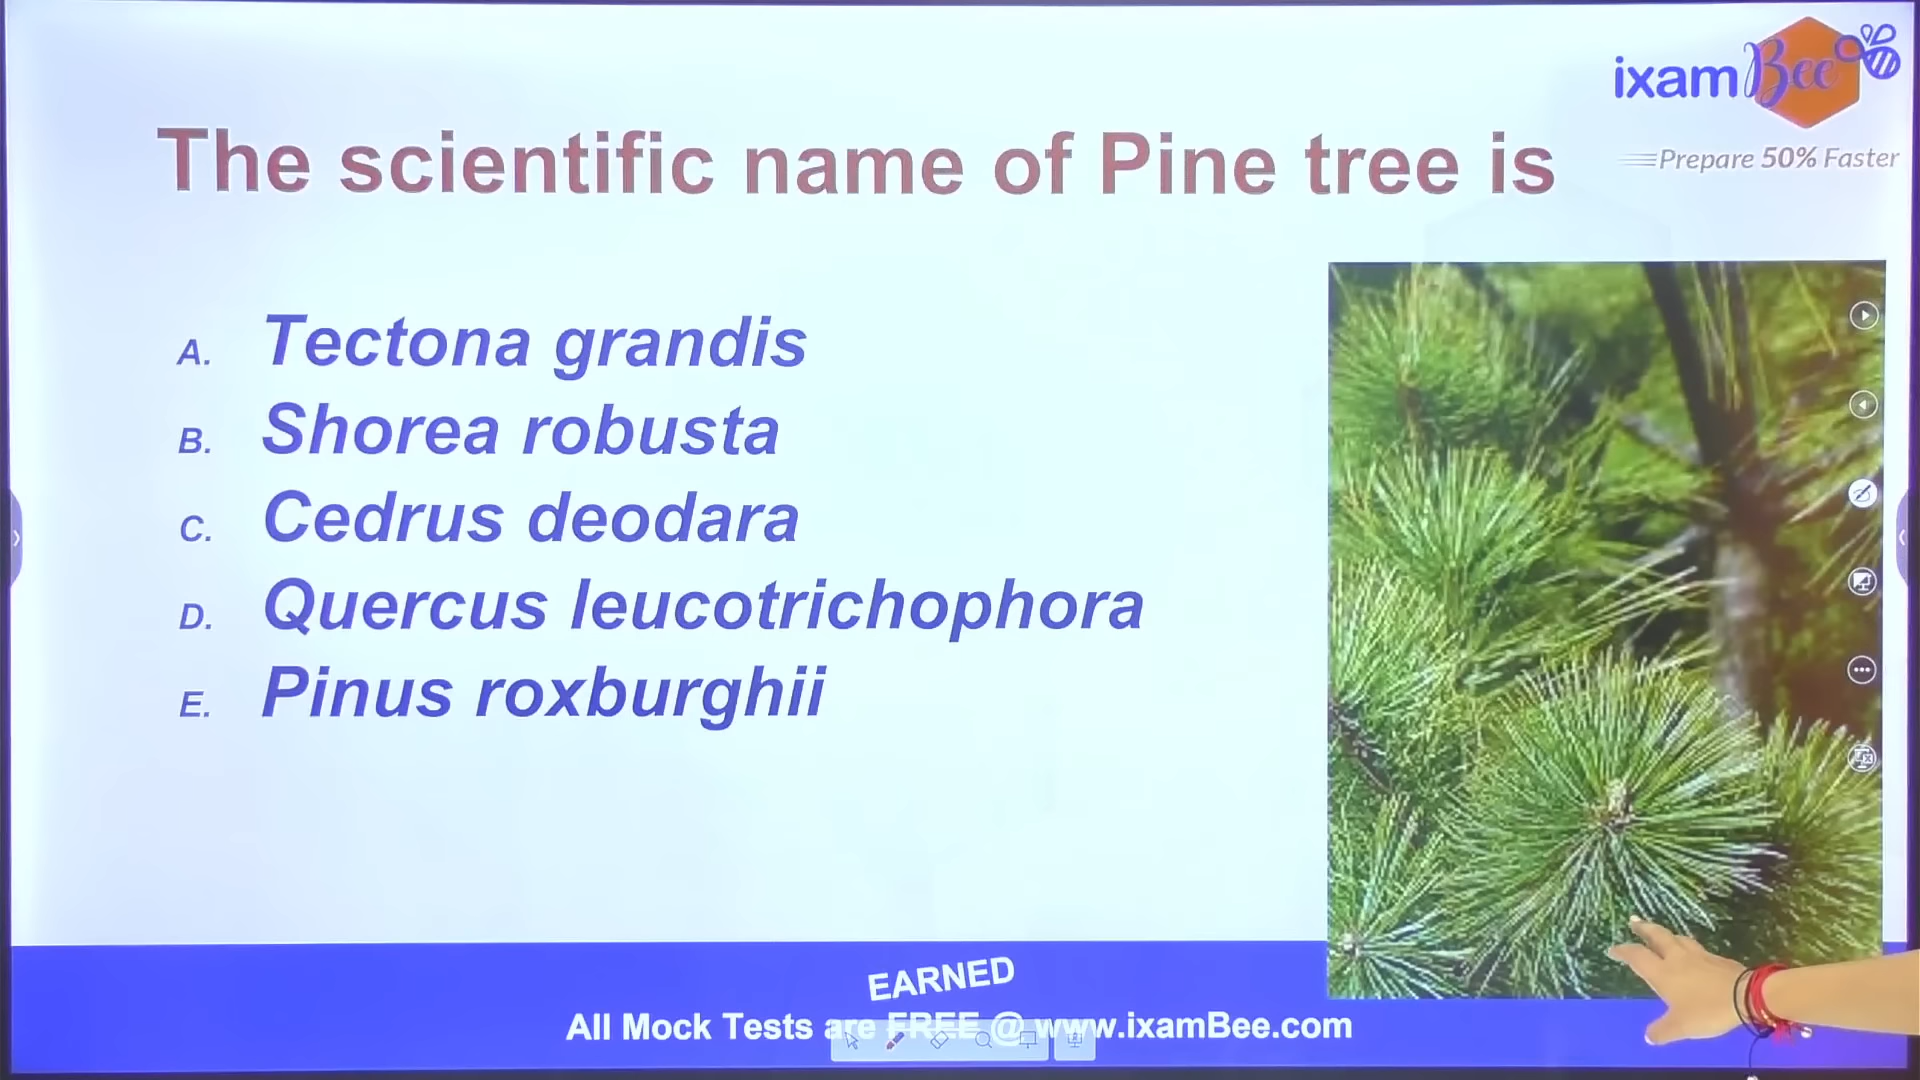 ixamBee
Prepare 50% Faster
The scientific name of Pine tree is
A. Tectona grandis
B. Shorea robusta
C. Cedrus deodara
D. Quercus leucotrichophora
E. Pinus roxburghii
EARNED
All Mock Tests are FREE @ www.ixamBee.com